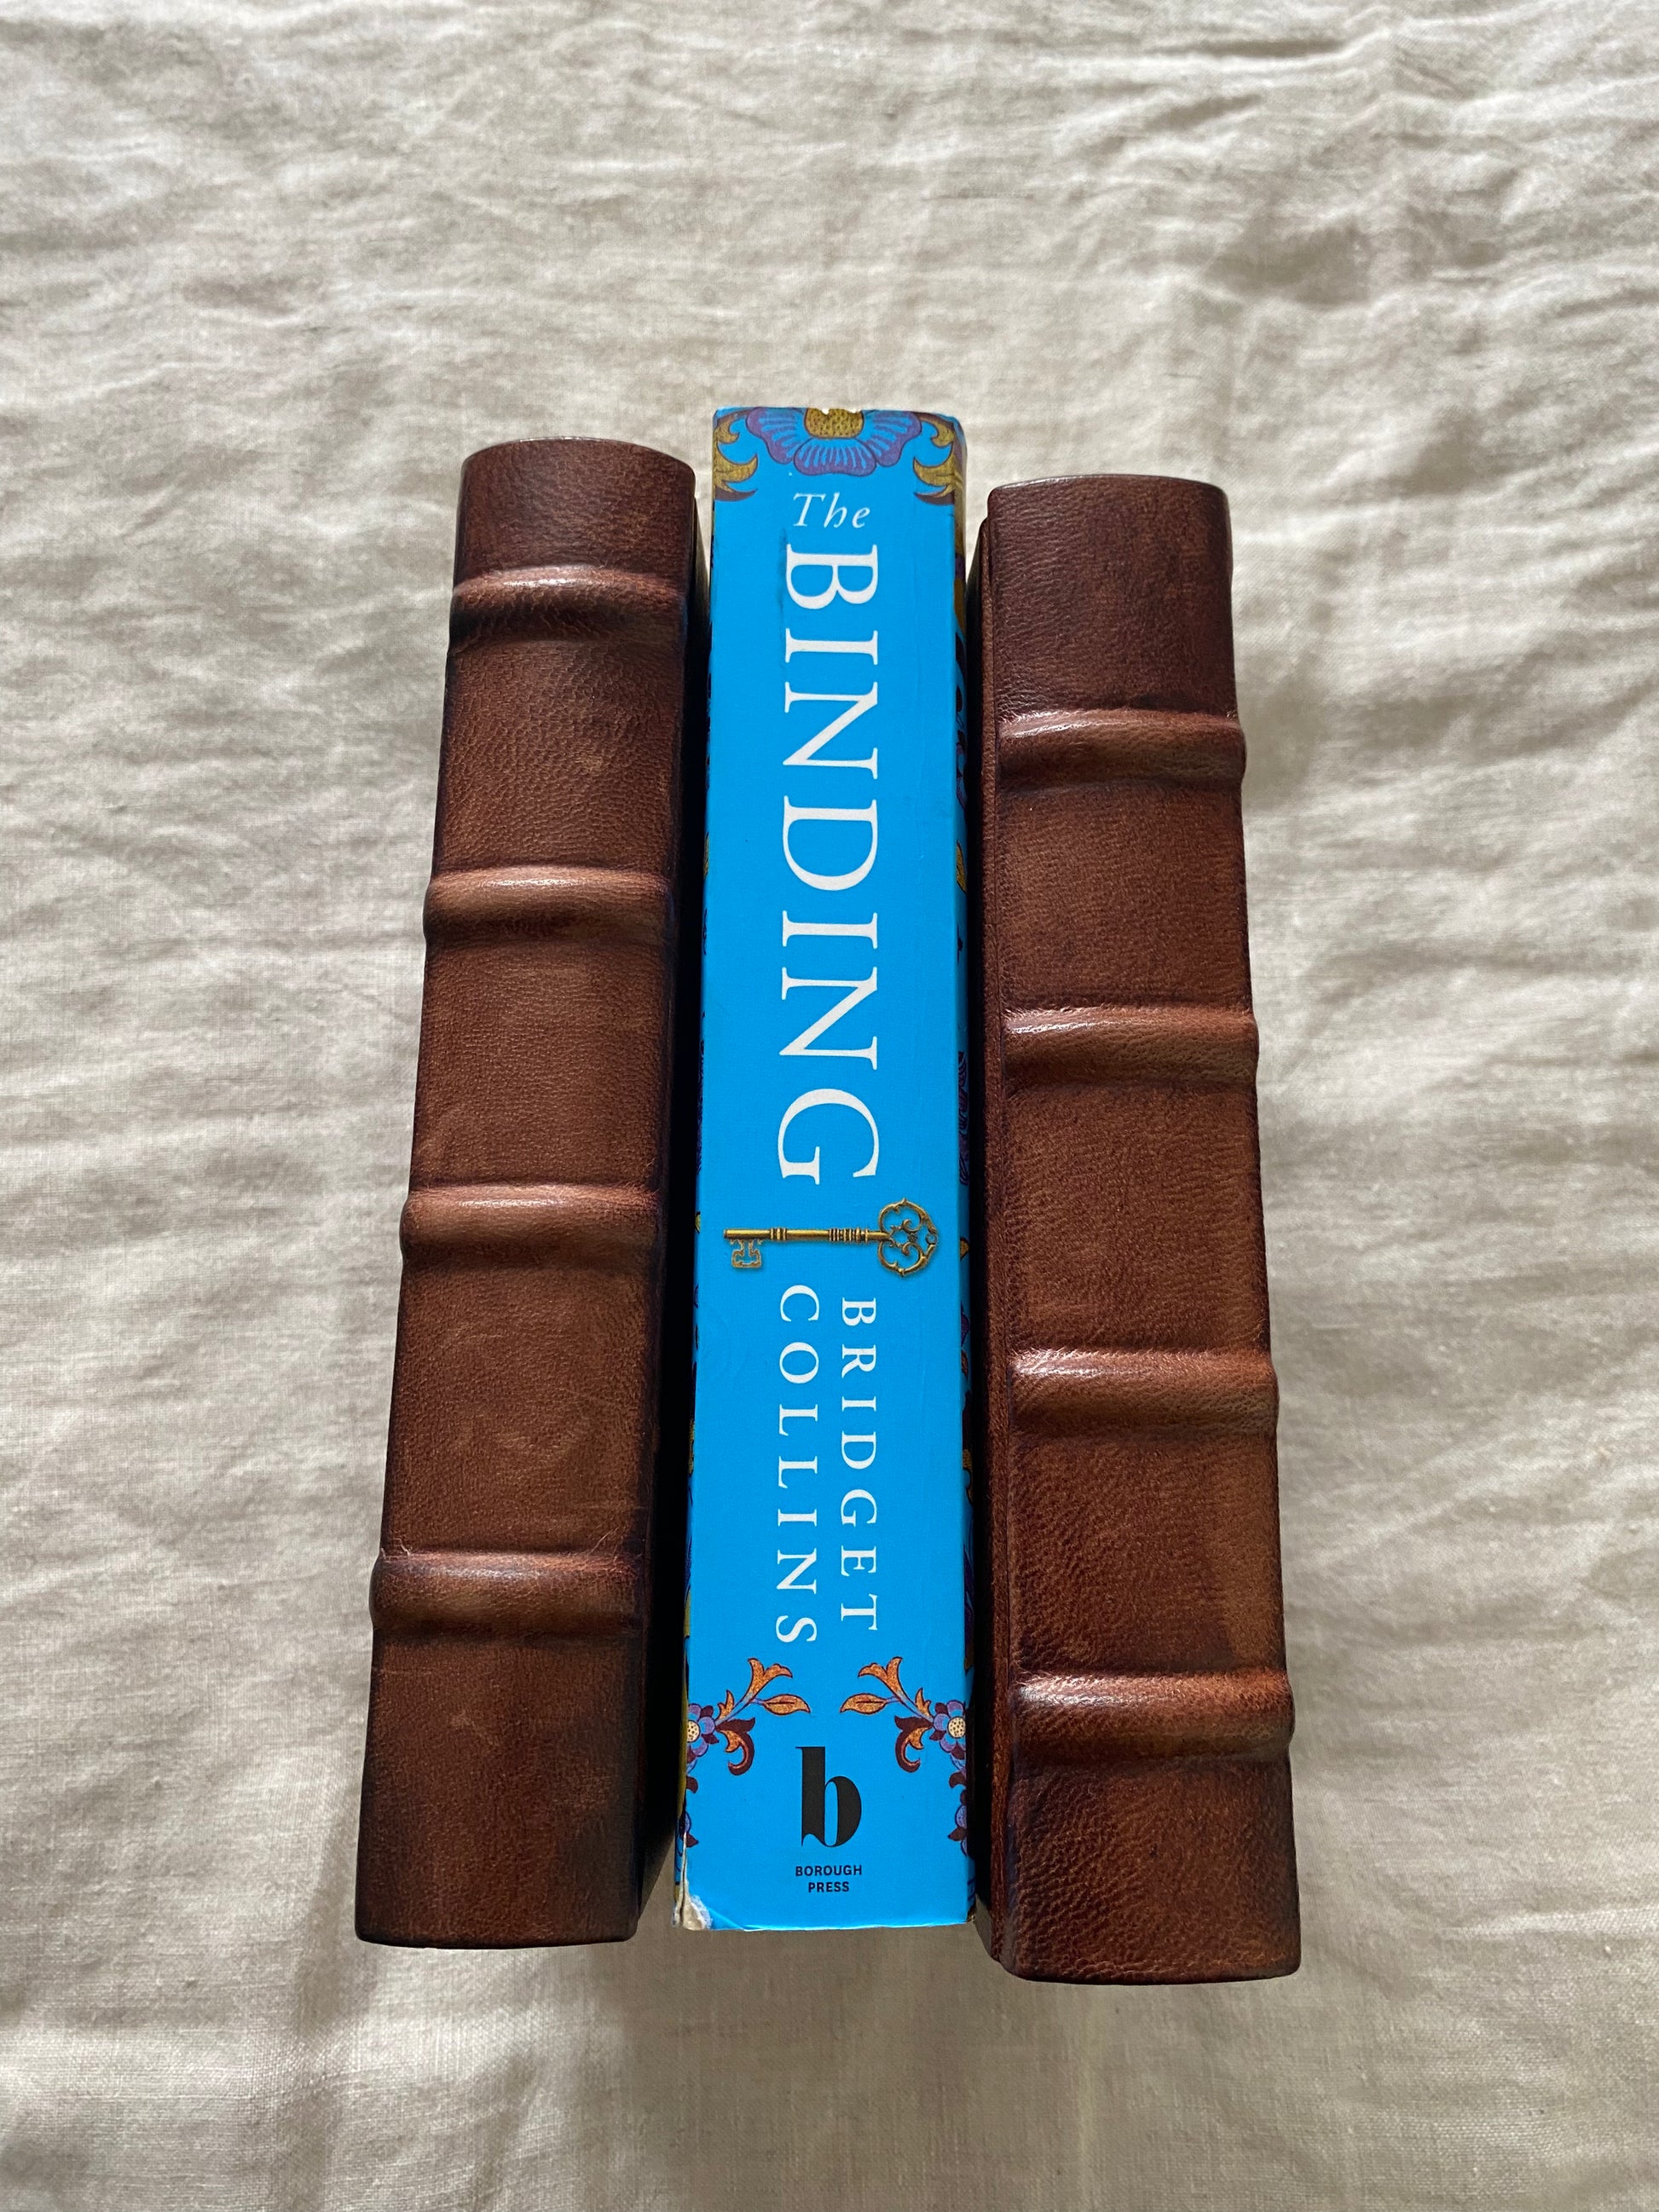 The
BINDING
BRIDGET
COLLINS
b
BOROUGH
PRESS